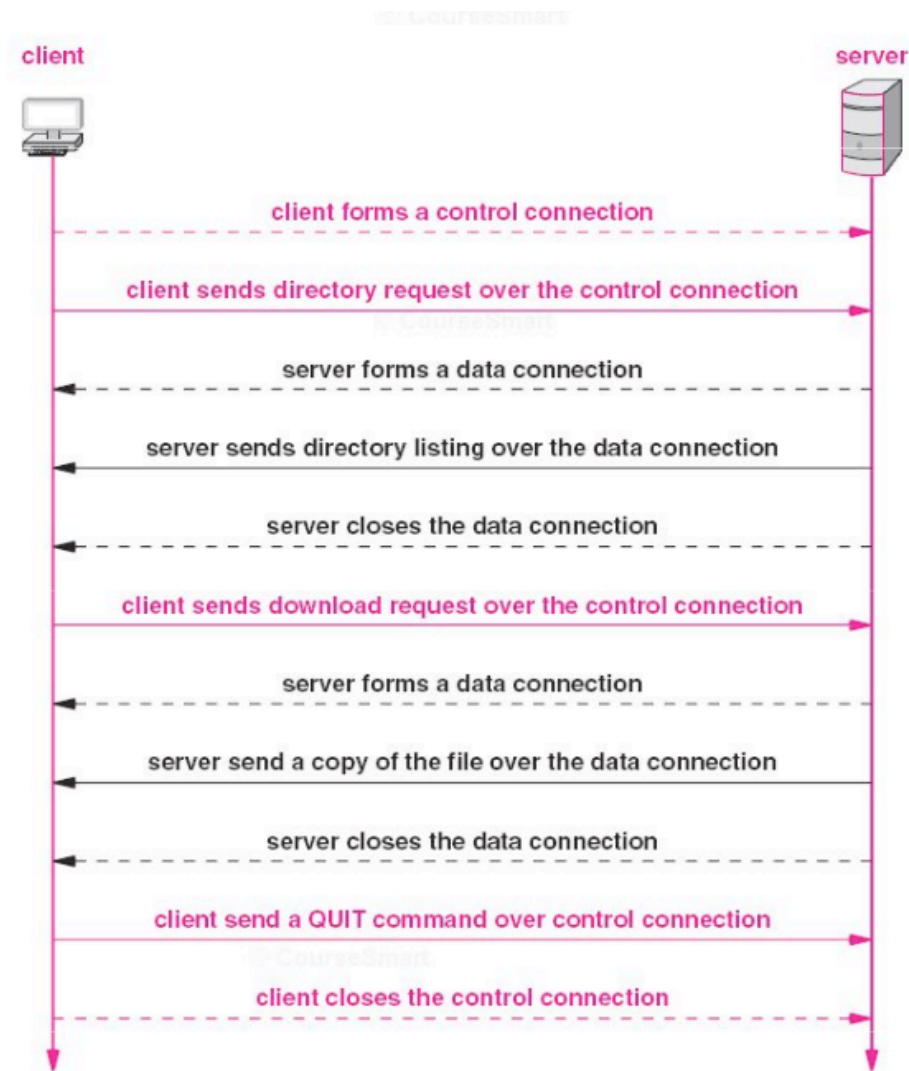 © CourseSmart
client
server
client forms a control connection
client sends directory request over the control connection
© CourseSmart
server forms a data connection
server sends directory listing over the data connection
server closes the data connection
client sends download request over the control connection
server forms a data connection
server send a copy of the file over the data connection
server closes the data connection
client send a QUIT command over control connection
© CourseSmart
client closes the control connection